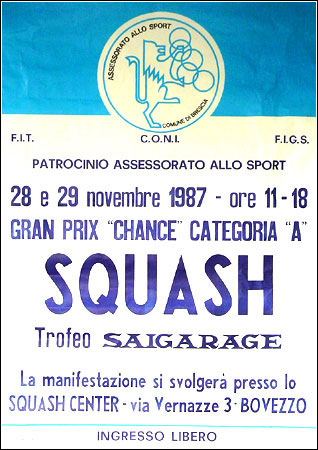 ASSESSORATO ALLO SPORT
COMUNE DI BRESCIA
F.I.T. C.O.N.I. F.I.G.S.
PATROCINIO ASSESSORATO ALLO SPORT
28 e 29 novembre 1987 - ore 11-18
GRAN PRIX "CHANCE" CATEGORIA "A"
SQUASH
Trofeo SAIGARAGE
La manifestazione si svolgerà presso lo
SQUASH CENTER - via Vernazze 3 - BOVEZZO
INGRESSO LIBERO